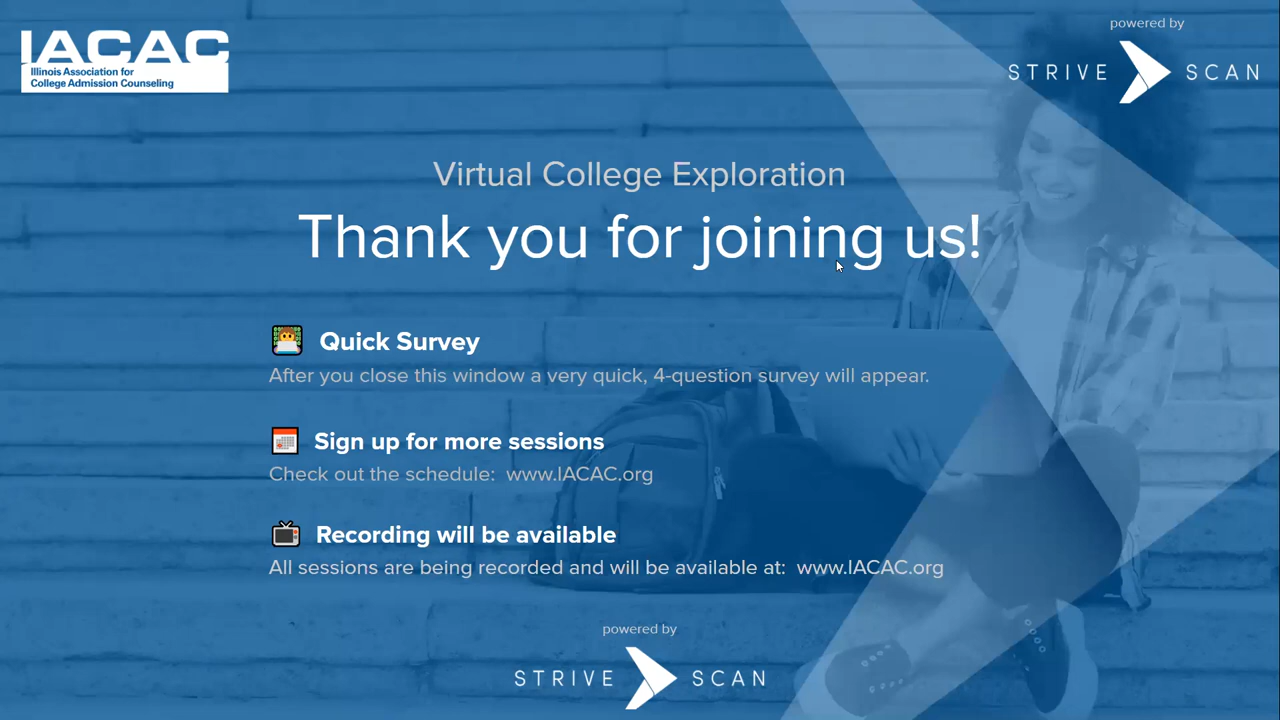 IACAC
Illinois Association for
College Admission Counseling
powered by
STRIVE SCAN
Virtual College Exploration
Thank you for joining us!
Quick Survey
After you close this window a very quick, 4-question survey will appear.
Sign up for more sessions
Check out the schedule: www.IACAC.org
Recording will be available
All sessions are being recorded and will be available at: www.IACAC.org
powered by
STRIVE SCAN